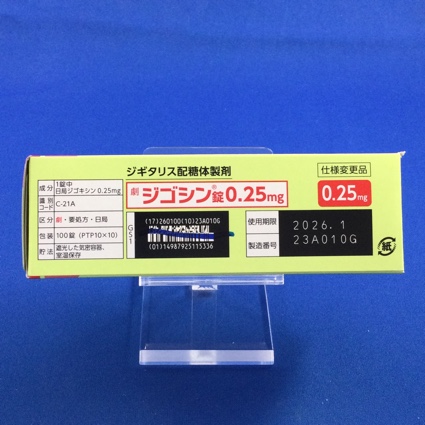 ジギタリス配糖体製剤
仕様変更品
劇 ジゴシン®錠0.25mg
0.25mg
成分 1錠中 日局ジゴキシン 0.25mg
識別コード C-21A
区分 劇・要処方・日局
包装 100錠（PTP10×10）
貯法 遮光した気密容器、室温保存
GS1
(17)260100(10)23A010G
(01)14987925115336
使用期限 2026.1
製造番号 23A010G
紙